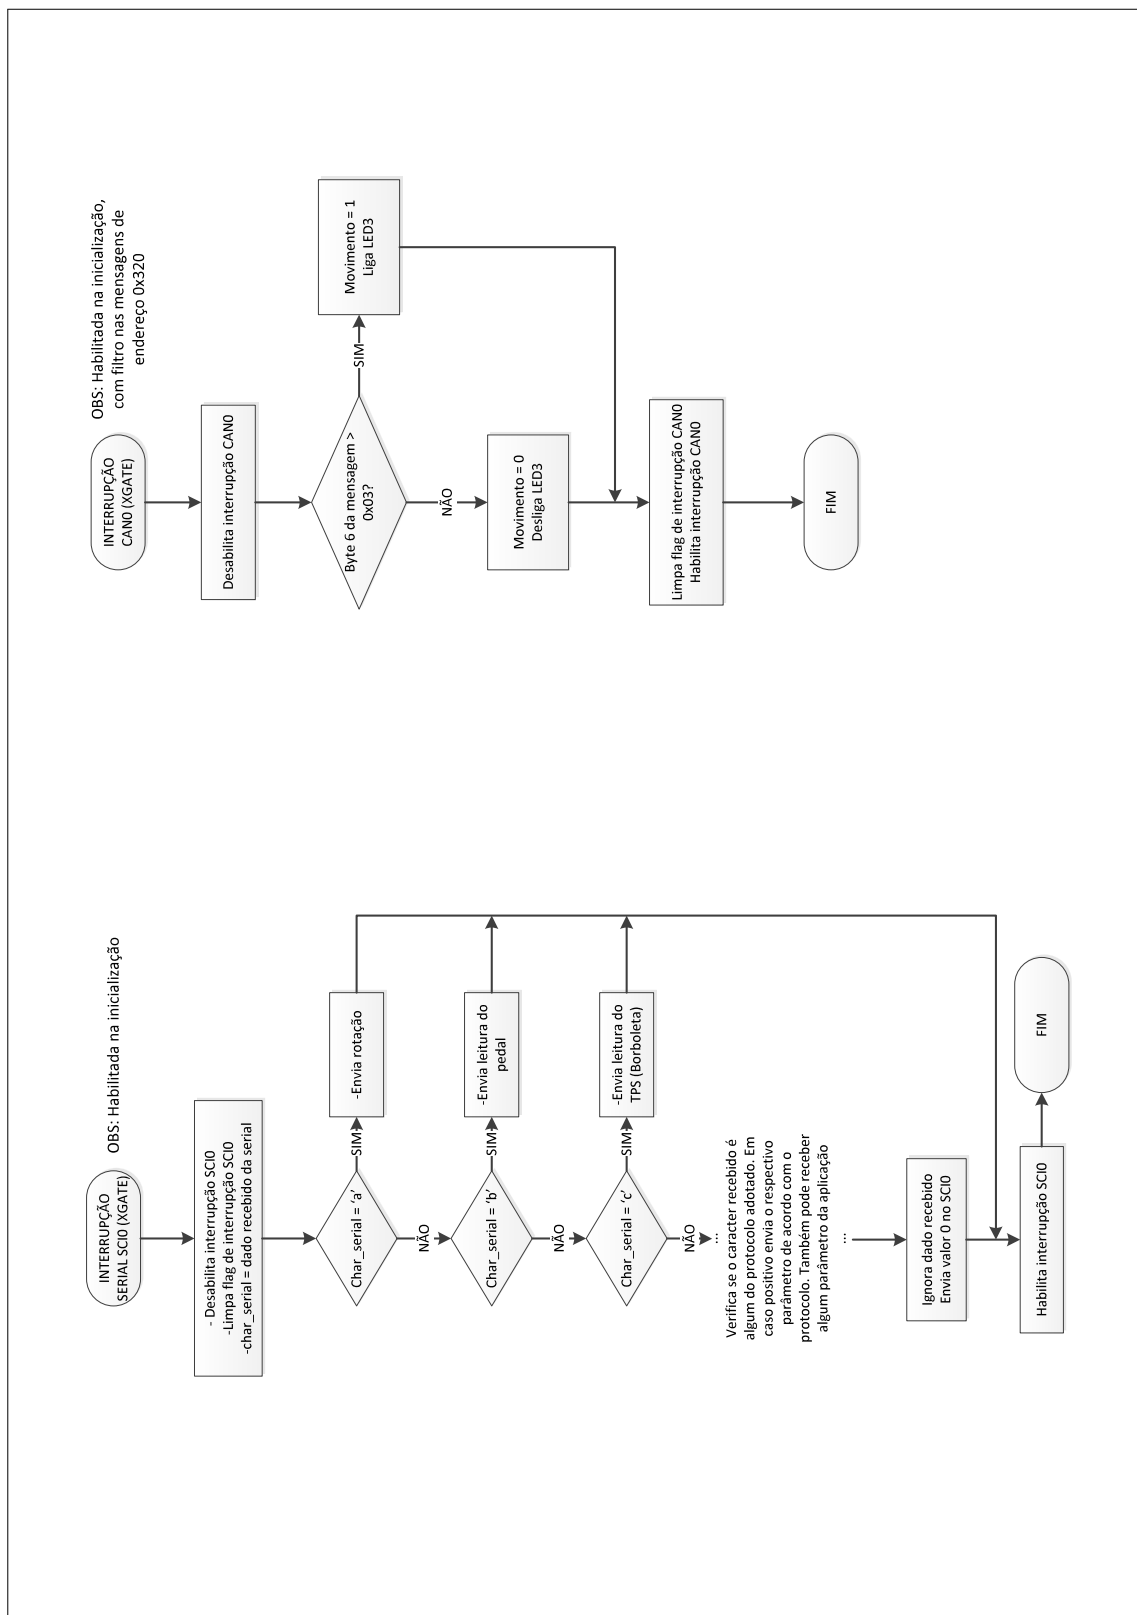 INTERRUPÇÃO
SERIAL SCI0 (XGATE)
OBS: Habilitada na inicialização
- Desabilita interrupção SCI0
-Limpa flag de interrupção SCI0
-char_serial = dado recebido da serial
Char_serial = ‘a’
SIM
-Envia rotação
NÃO
Char_serial = ‘b’
SIM
-Envia leitura do
pedal
NÃO
Char_serial = ‘c’
SIM
-Envia leitura do
TPS (Borboleta)
NÃO
...
Verifica se o caracter recebido é
algum do protocolo adotado. Em
caso positivo envia o respectivo
parâmetro de acordo com o
protocolo. Também pode receber
algum parâmetro da aplicação
...
Ignora dado recebido
Envia valor 0 no SCI0
Habilita interrupção SCI0
FIM
INTERRUPÇÃO
CAN0 (XGATE)
OBS: Habilitada na inicialização,
com filtro nas mensagens de
endereço 0x320
Desabilita interrupção CAN0
Byte 6 da mensagem >
0x03?
SIM
Movimento = 1
Liga LED3
NÃO
Movimento = 0
Desliga LED3
Limpa flag de interrupção CAN0
Habilita interrupção CAN0
FIM